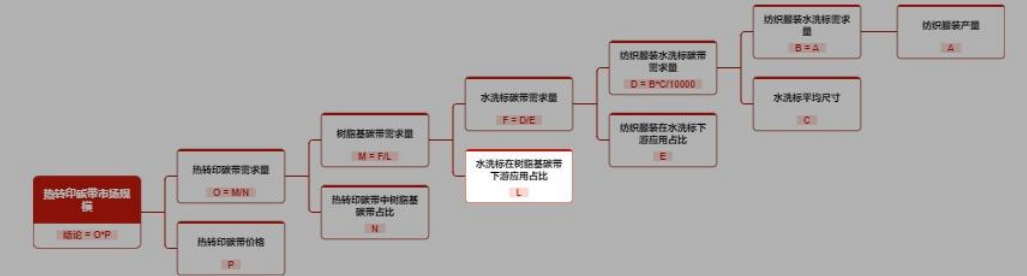 纺织服装水洗标需求
量
B = A
纺织服装产量
A
纺织服装水洗标碳带
需求量
D = B*C/10000
水洗标平均尺寸
C
水洗标碳带需求量
F = D/E
纺织服装在水洗标下
游应用占比
E
树脂基碳带需求量
M = F/L
水洗标在树脂基碳带
下游应用占比
L
热转印碳带需求量
O = M/N
热转印碳带中树脂基
碳带占比
N
热转印碳带市场规
模
结论 = O*P
热转印碳带价格
P